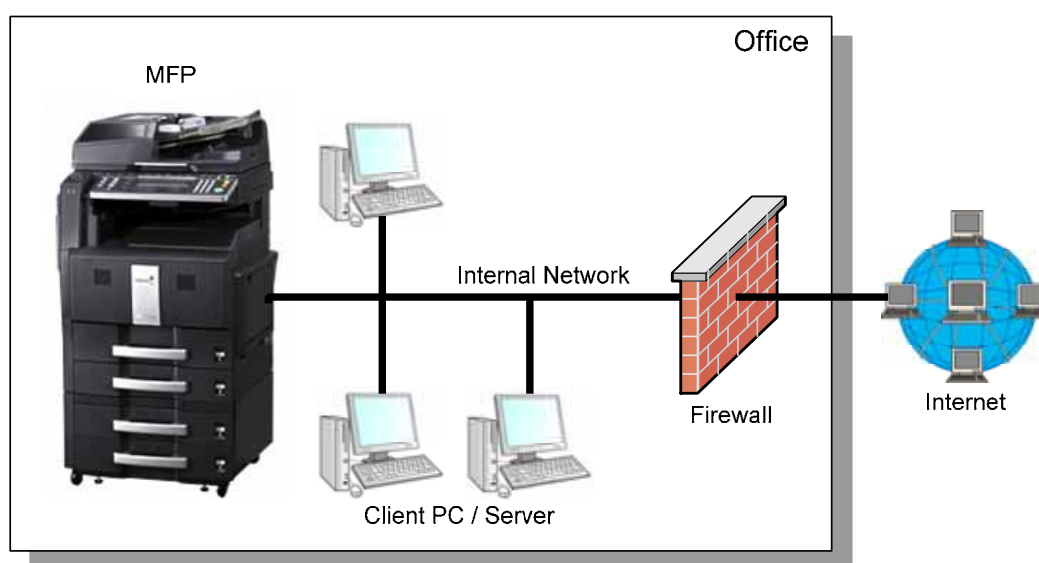 Office
MFP
Internal Network
Firewall
Internet
Client PC / Server